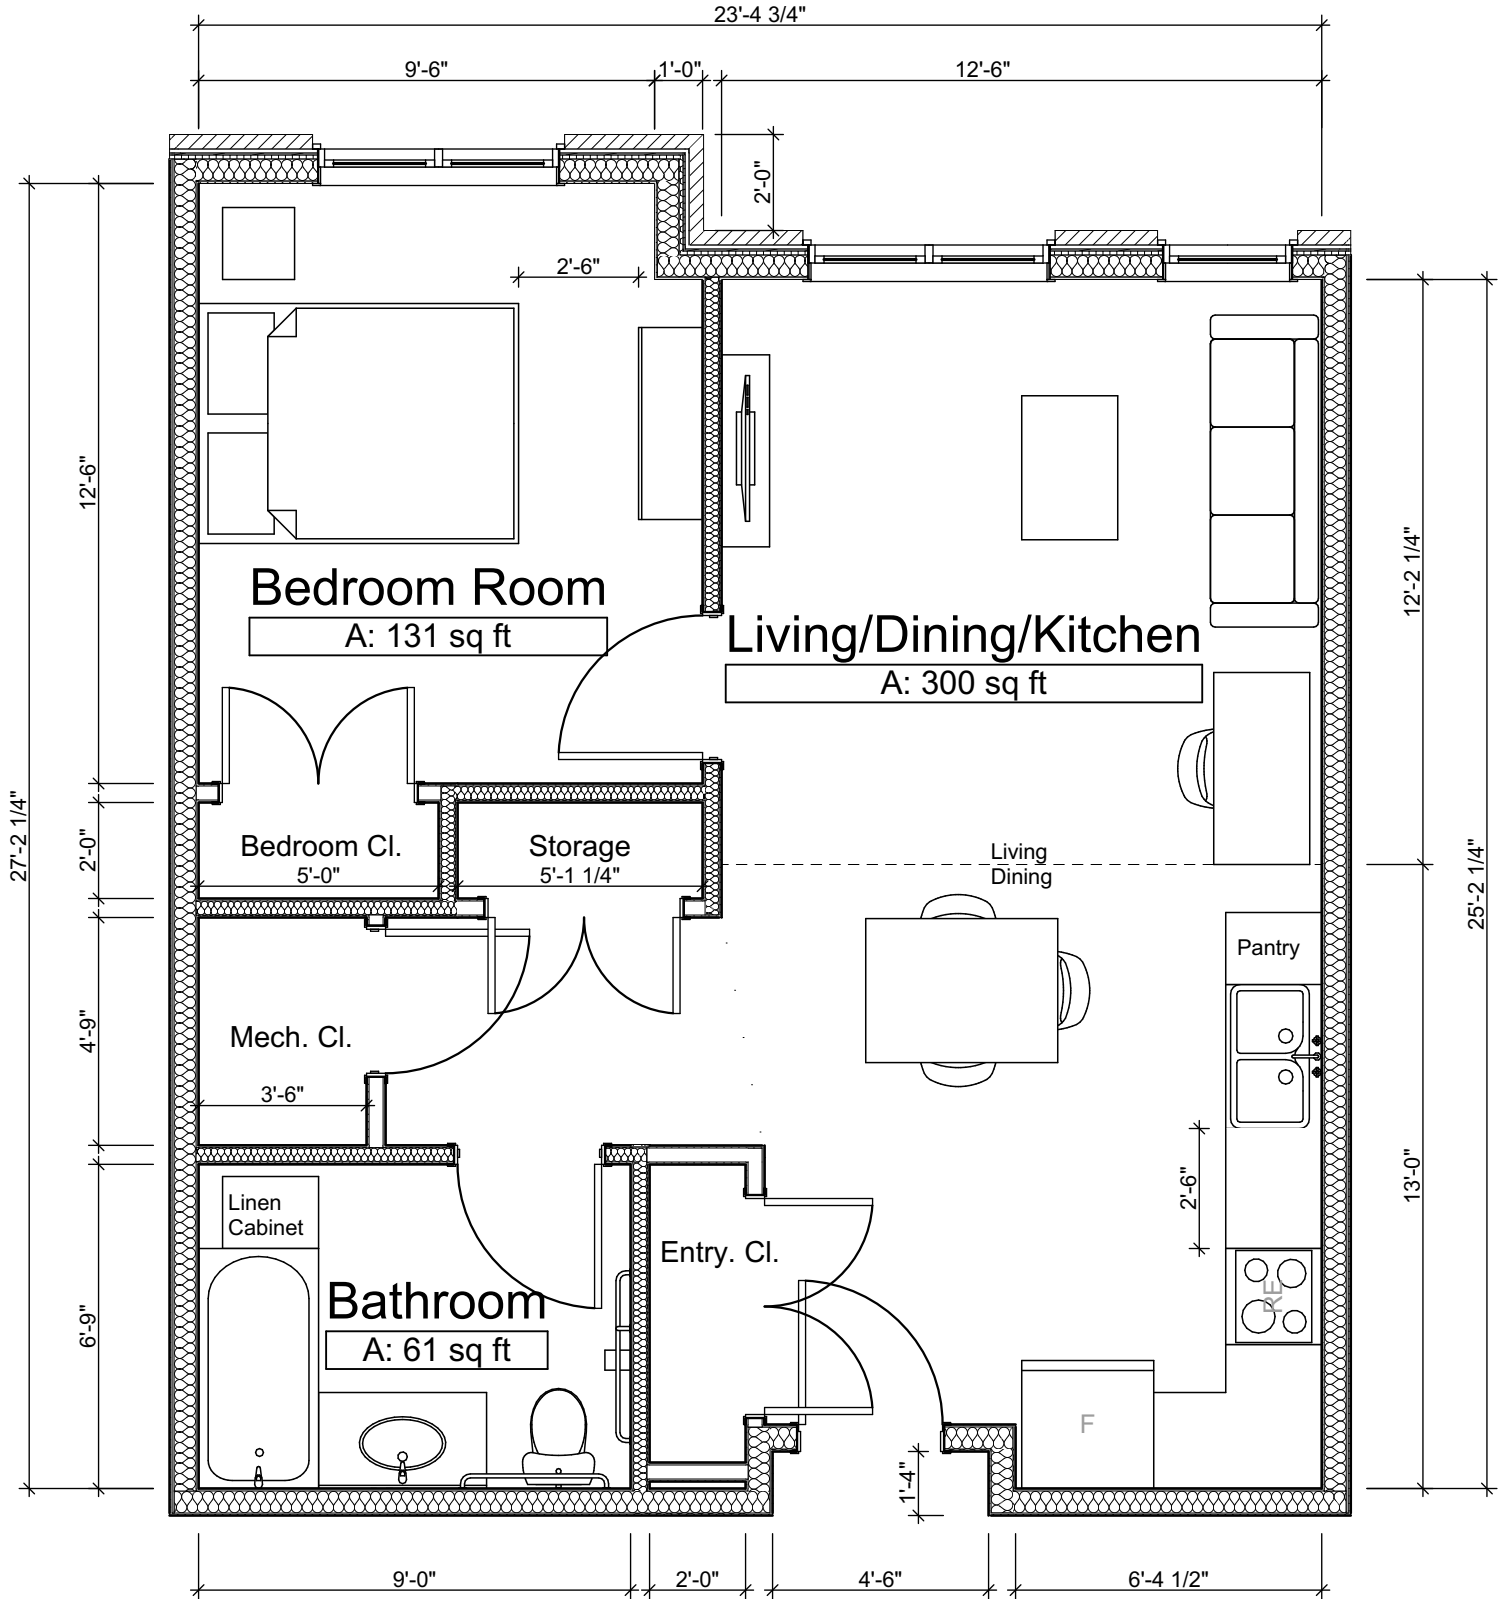 23'-4 3/4"
9'-6"
1'-0"
12'-6"
2'-0"
2'-6"
12'-6"
27'-2 1/4"
2'-0"
4'-9"
6'-9"
Bedroom Room
A: 131 sq ft
Living/Dining/Kitchen
A: 300 sq ft
12'-2 1/4"
25'-2 1/4"
13'-0"
Bedroom Cl.
5'-0"
Storage
5'-1 1/4"
Living
Dining
Pantry
Mech. Cl.
3'-6"
2'-6"
Linen
Cabinet
Entry. Cl.
Bathroom
A: 61 sq ft
RE
F
1'-4"
9'-0"
2'-0"
4'-6"
6'-4 1/2"